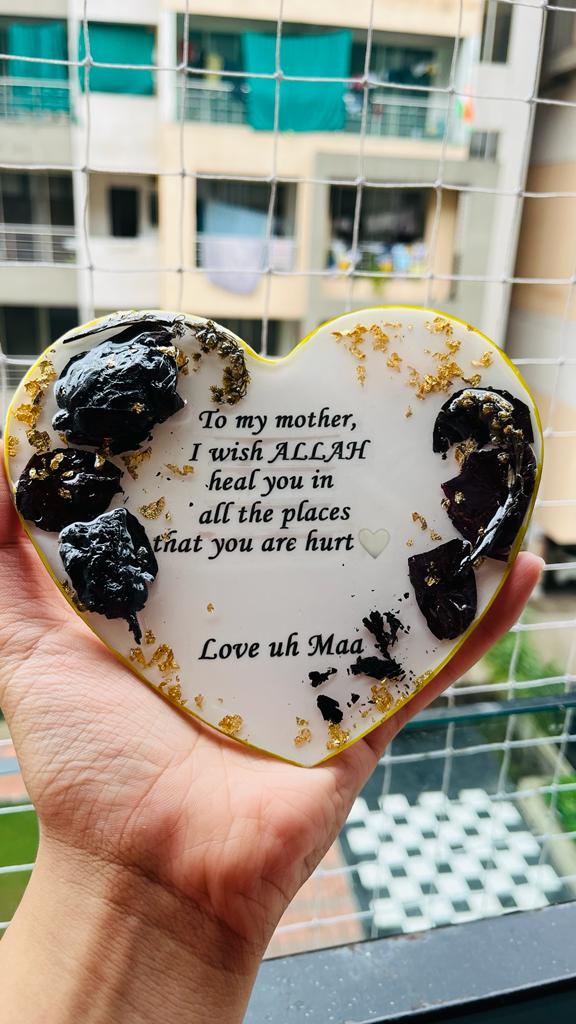 To my mother,
I wish ALLAH
heal you in
all the places
that you are hurt🤍
Love uh Maa